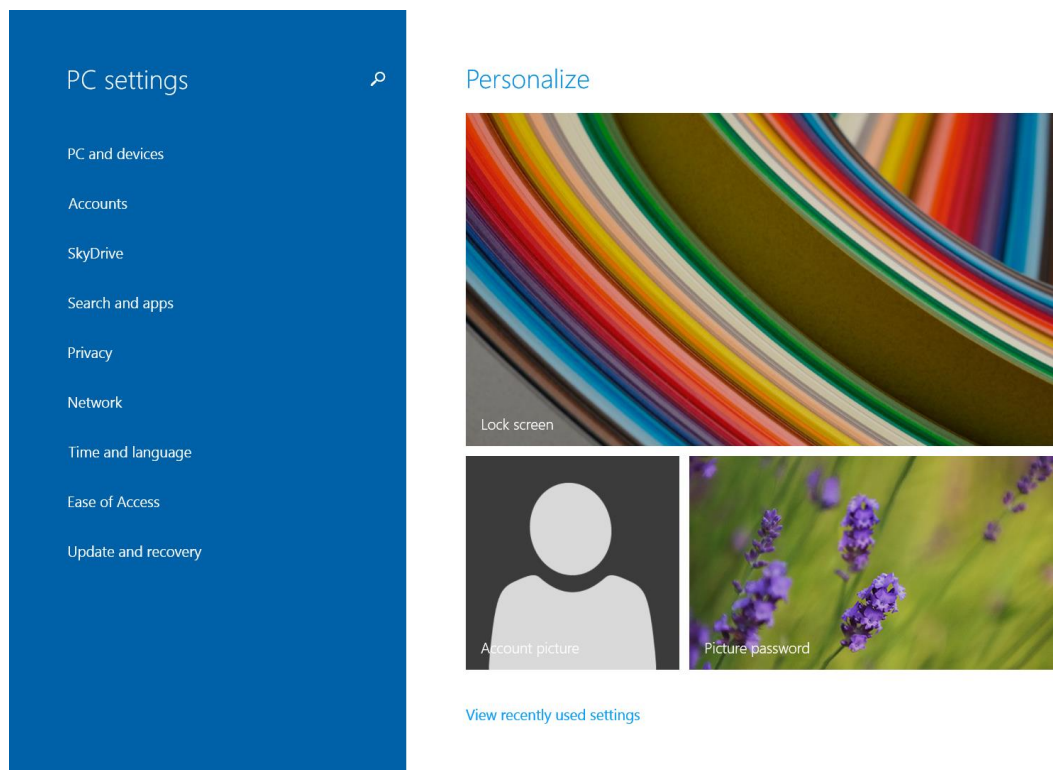 PC settings
PC and devices
Accounts
SkyDrive
Search and apps
Privacy
Network
Time and language
Ease of Access
Update and recovery
Personalize
Lock screen
Account picture
Picture password
View recently used settings